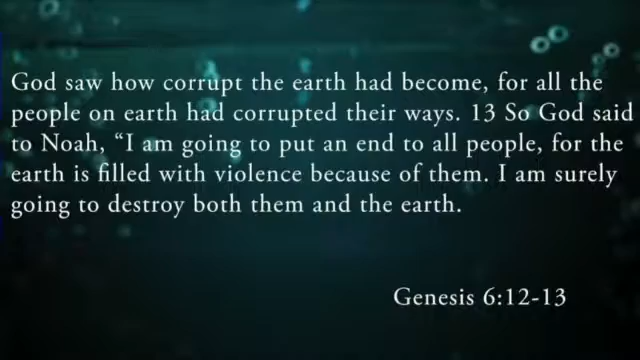 God saw how corrupt the earth had become, for all the
people on earth had corrupted their ways. 13 So God said
to Noah, “I am going to put an end to all people, for the
earth is filled with violence because of them. I am surely
going to destroy both them and the earth.
Genesis 6:12-13